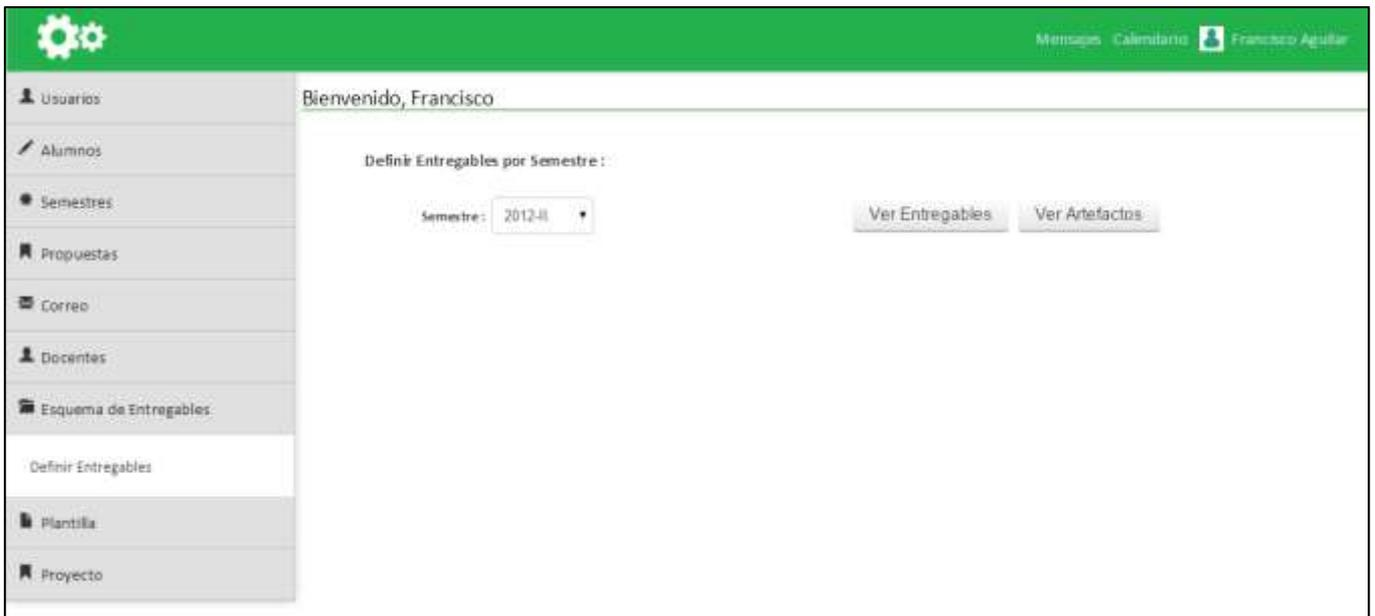 Mensajes Calendario Francisco Aguilar
Usuarios
Bienvenido, Francisco
Alumnos
Definir Entregables por Semestre :
Semestres
Semestre : 2012-II
Ver Entregables Ver Artefactos
Propuestas
Correo
Docentes
Esquema de Entregables
Definir Entregables
Plantilla
Proyecto